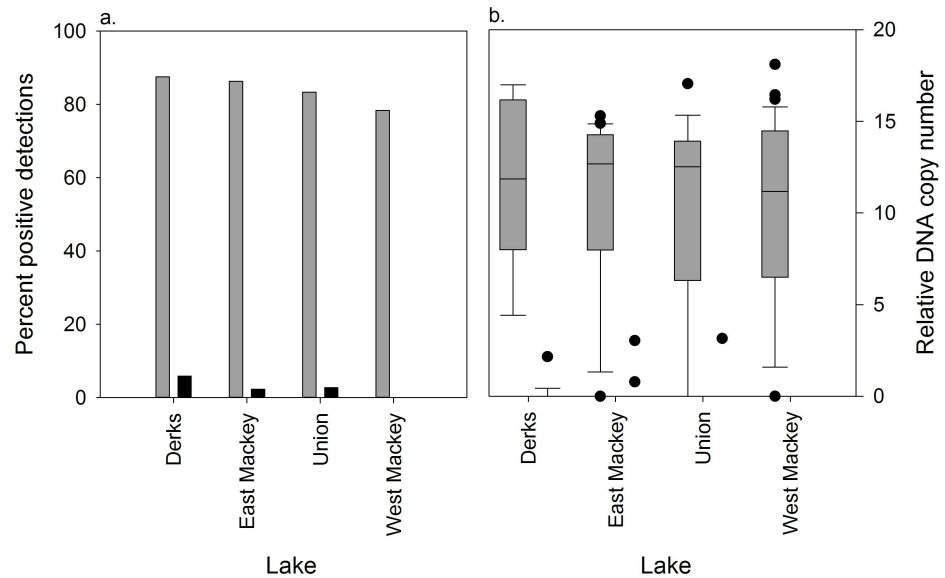 a.
100
80
60
40
20
0
Percent positive detections
Derks
East Mackey
Union
West Mackey
Lake
b.
20
15
10
5
0
Relative DNA copy number
Derks
East Mackey
Union
West Mackey
Lake